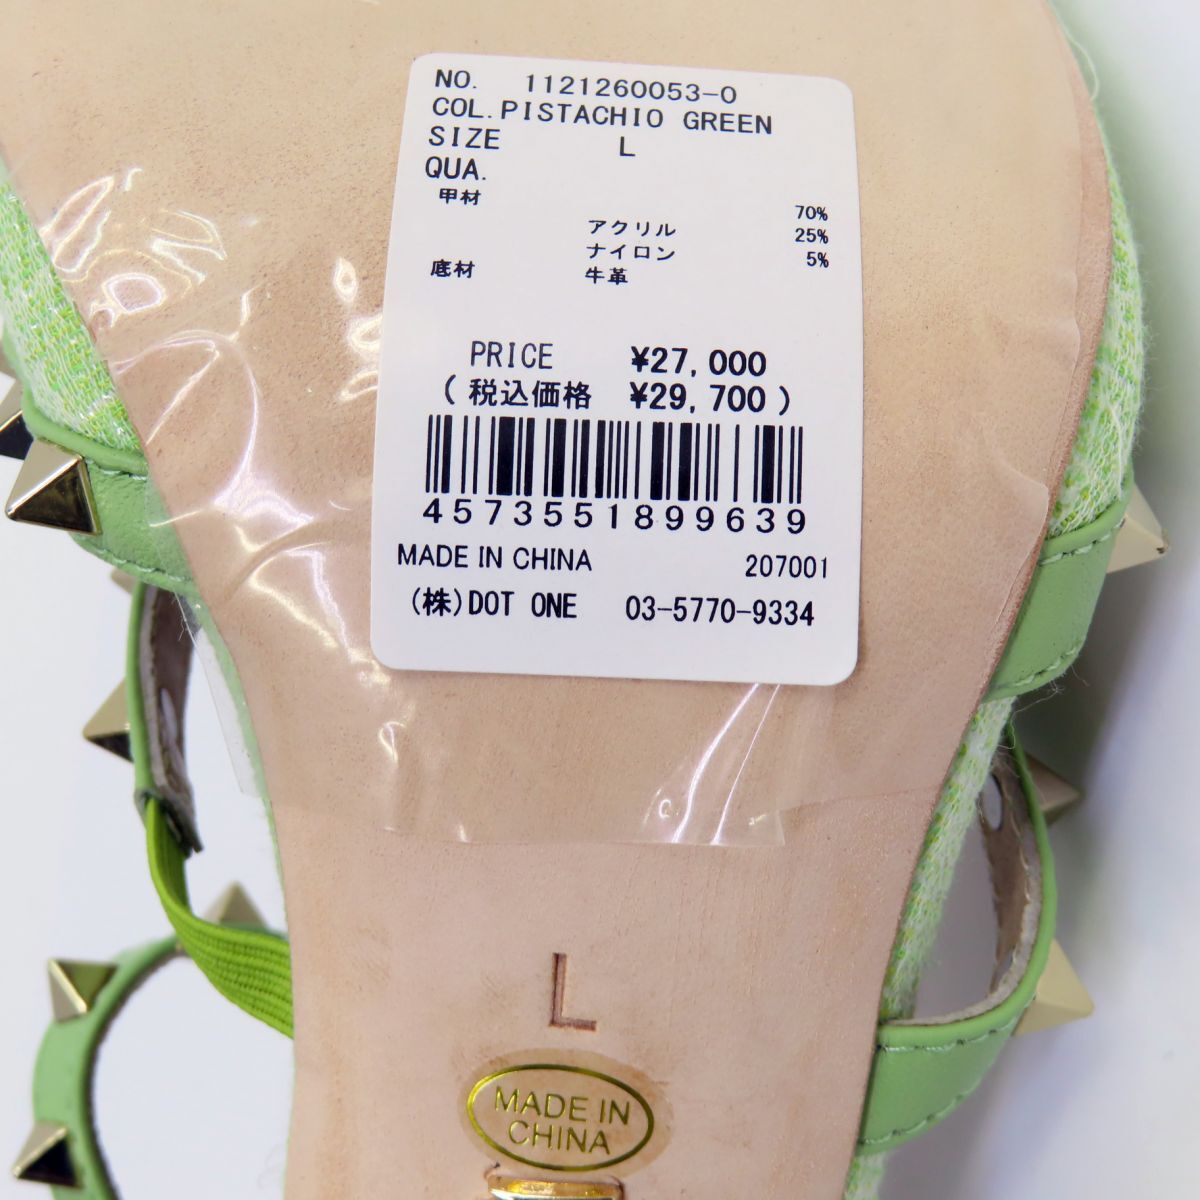 NO. 1121260053-0
COL.PISTACHIO GREEN
SIZE L
QUA.
甲材
70%
アクリル 25%
ナイロン 5%
底材 牛革
PRICE ¥27,000
(税込価格 ¥29,700)
4573551899639
MADE IN CHINA 207001
(株)DOT ONE 03-5770-9334
L
MADE IN
CHINA